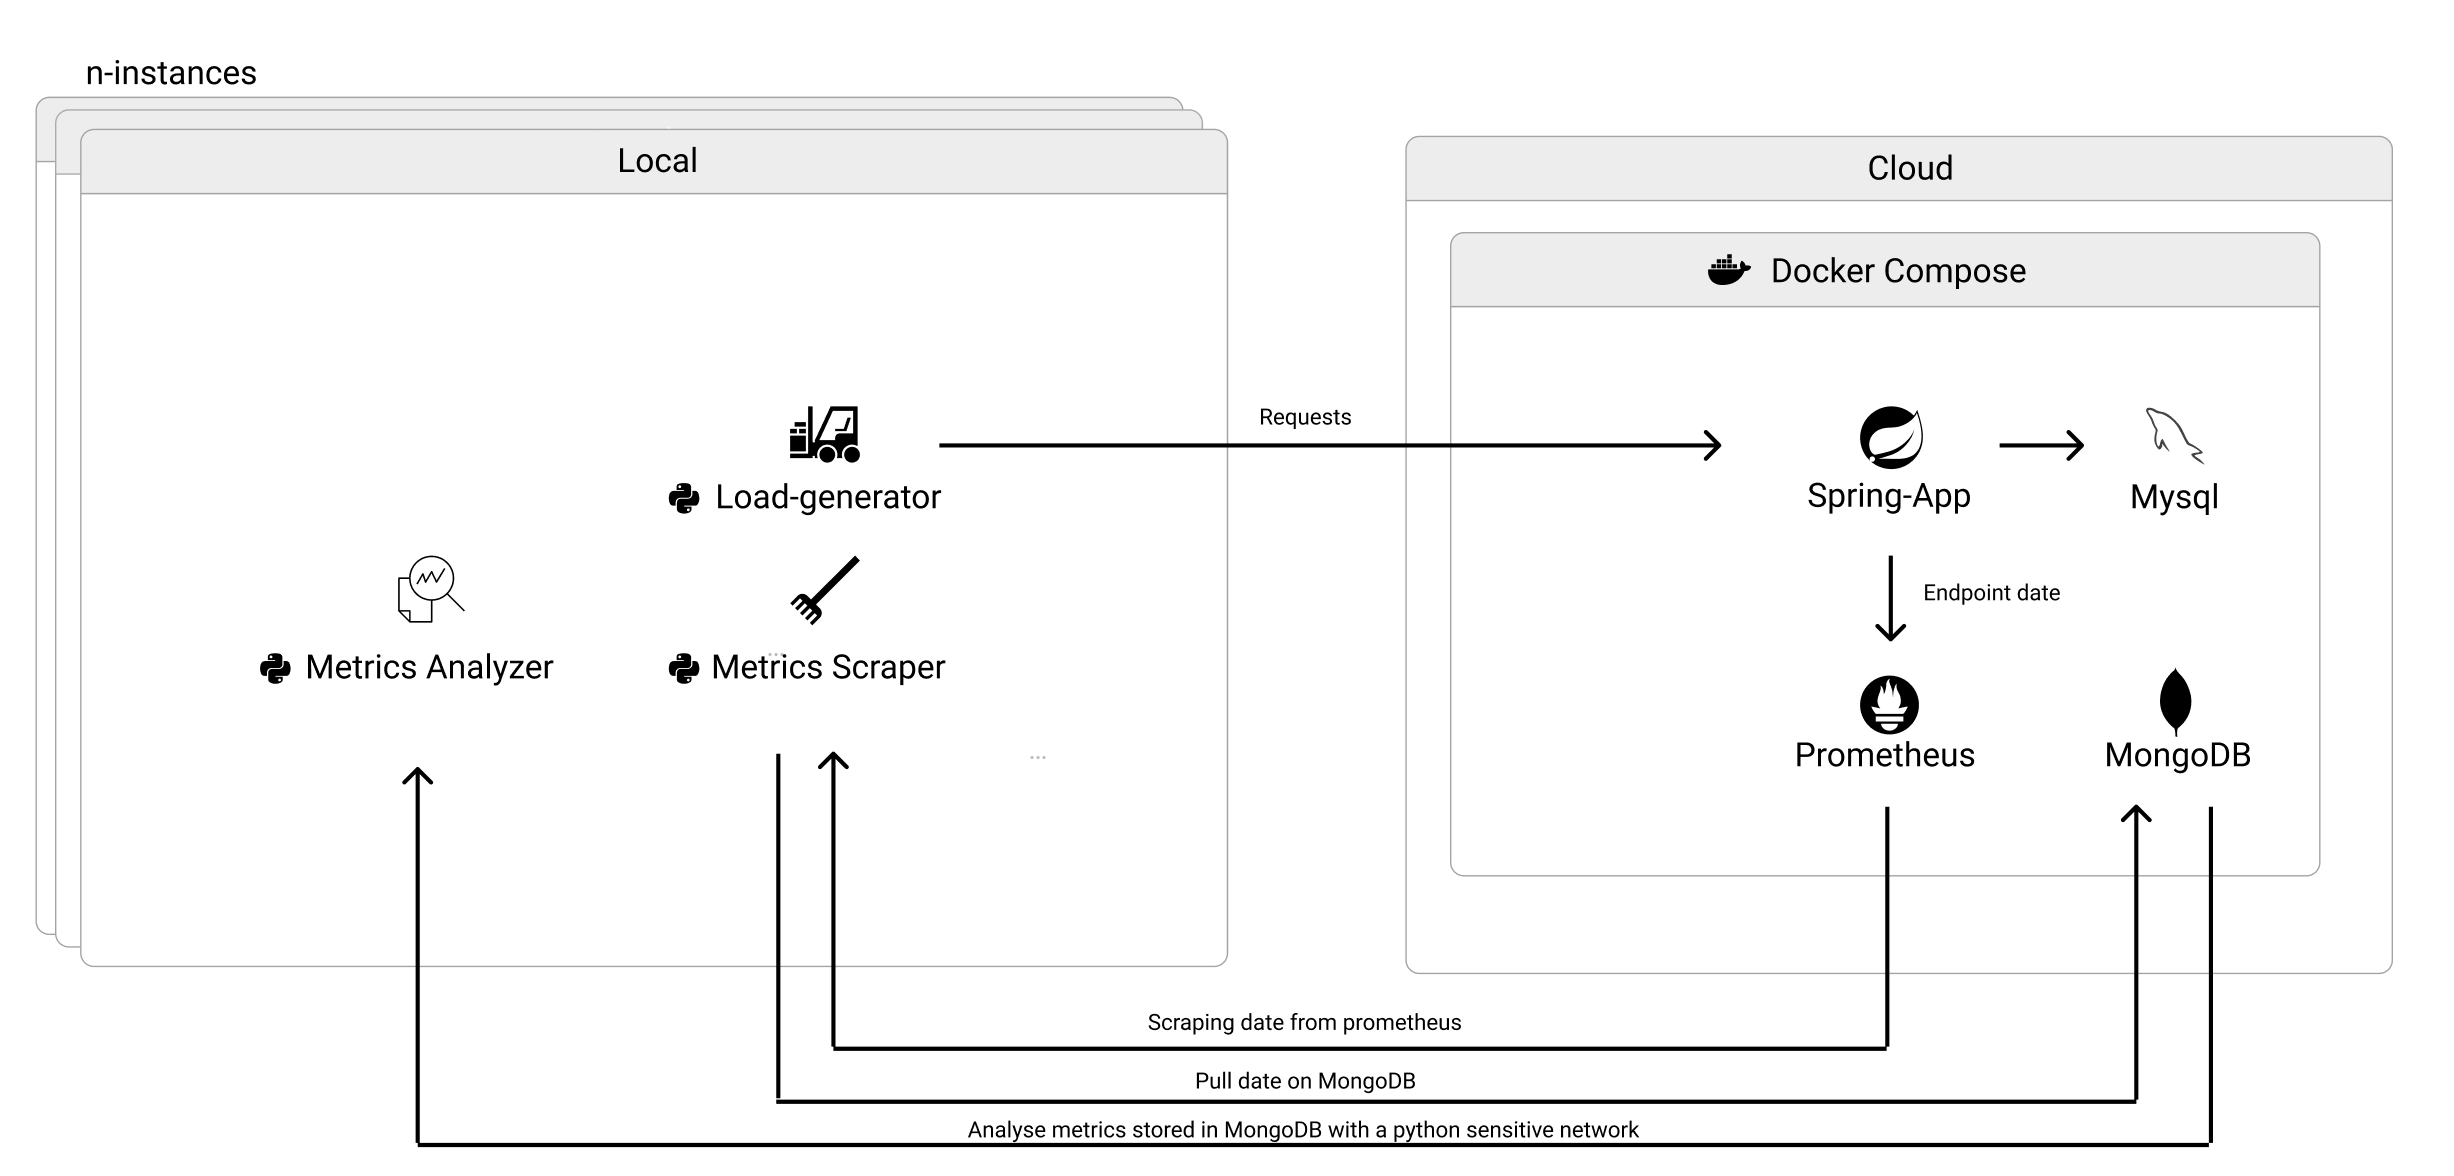 n-instances
Local
Cloud
Docker Compose
Requests
Load-generator
Spring-App
Mysql
Endpoint date
Metrics Analyzer
Metrics Scraper
...
...
Prometheus
MongoDB
Scraping date from prometheus
Pull date on MongoDB
Analyse metrics stored in MongoDB with a python sensitive network